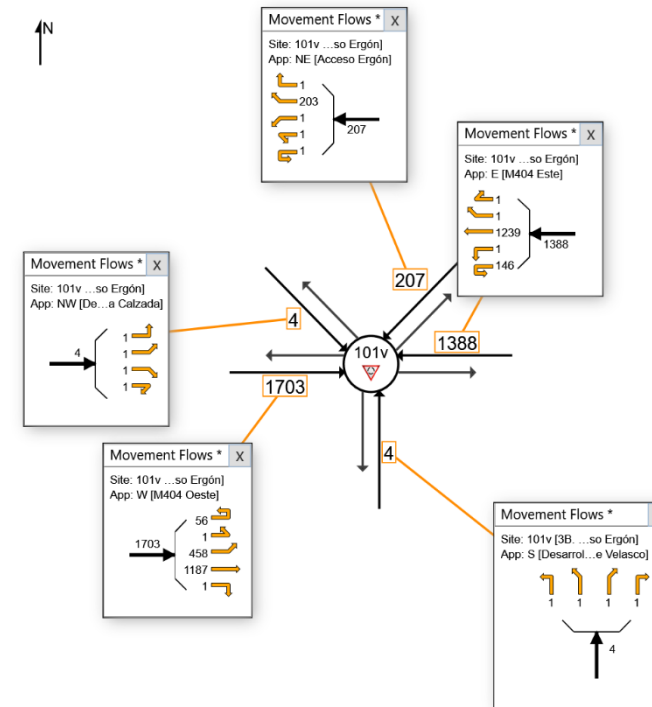 N
Movement Flows * X
Site: 101v ...so Ergón]
App: NE [Acceso Ergón]
1
203
1
1
1
207
Movement Flows * X
Site: 101v ...so Ergón]
App: E [M404 Este]
1
1
1239
1
146
1388
Movement Flows * X
Site: 101v ...so Ergón]
App: NW [De...a Calzada]
4
1
1
1
1
207
4
1388
101v
1703
4
Movement Flows * X
Site: 101v ...so Ergón]
App: W [M404 Oeste]
1703
56
1
458
1187
1
Movement Flows *
Site: 101v [3B. ...so Ergón]
App: S [Desarrol...e Velasco]
1 1 1 1
4